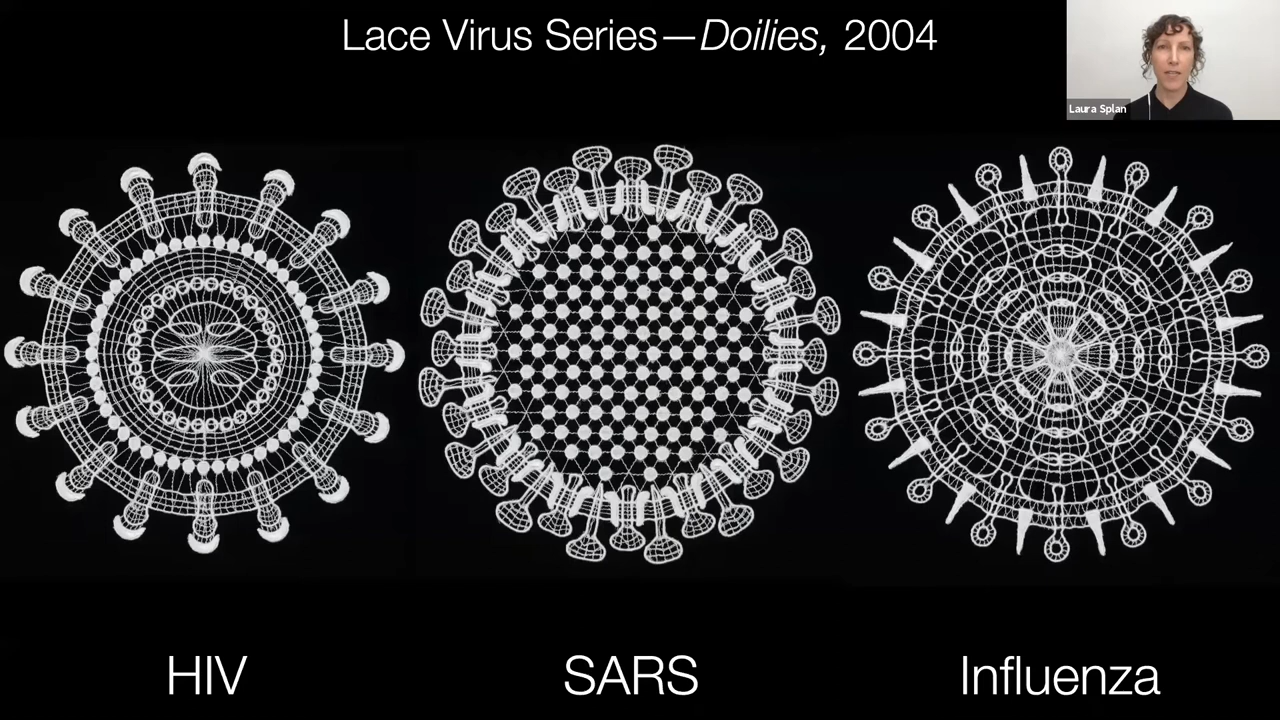 Lace Virus Series—Doilies, 2004
Laura Splan
HIV
SARS
Influenza